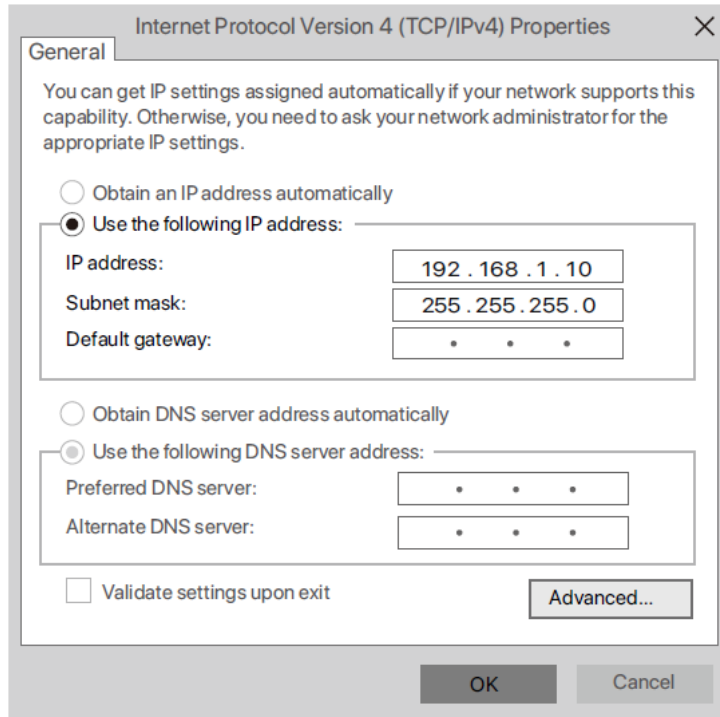 Internet Protocol Version 4 (TCP/IPv4) Properties
General
You can get IP settings assigned automatically if your network supports this
capability. Otherwise, you need to ask your network administrator for the
appropriate IP settings.
Obtain an IP address automatically
Use the following IP address:
IP address: 192 . 168 . 1 . 10
Subnet mask: 255 . 255 . 255 . 0
Default gateway: . . .
Obtain DNS server address automatically
Use the following DNS server address:
Preferred DNS server: . . .
Alternate DNS server: . . .
Validate settings upon exit
Advanced...
OK Cancel